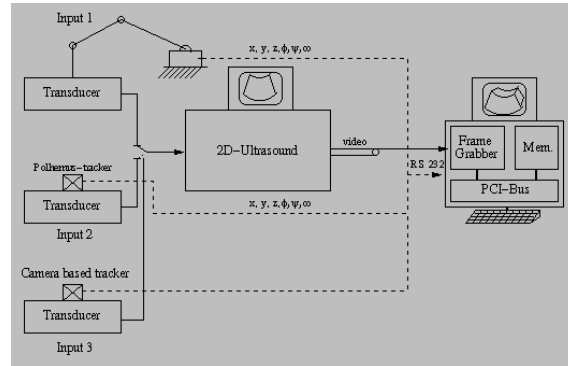 Input 1
x, y, z,ϕ,ψ,ω
Transducer
2D-Ultrasound
video
Frame
Grabber
Mem.
RS 232
PCI-Bus
Polhemus-tracker
Transducer
x, y, z,ϕ,ψ,ω
Input 2
Camera based tracker
Transducer
Input 3